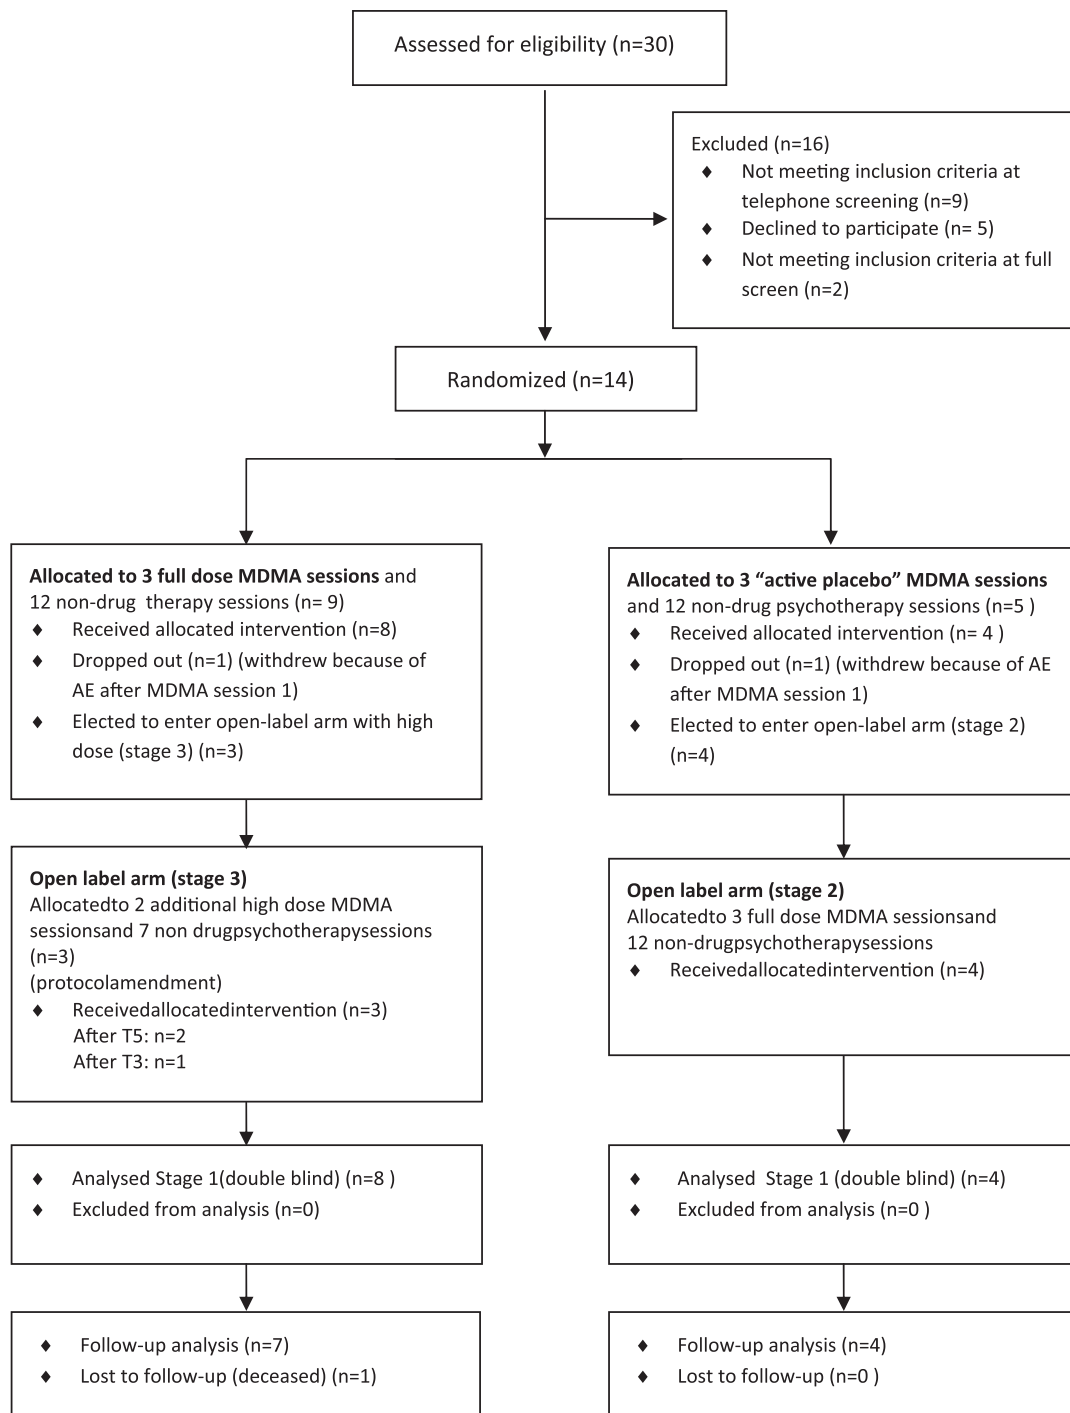 Assessed for eligibility (n=30)
Excluded (n=16)
♦ Not meeting inclusion criteria at
telephone screening (n=9)
♦ Declined to participate (n= 5)
♦ Not meeting inclusion criteria at full
screen (n=2)
Randomized (n=14)
Allocated to 3 full dose MDMA sessions and
12 non-drug therapy sessions (n= 9)
♦ Received allocated intervention (n=8)
♦ Dropped out (n=1) (withdrew because of
AE after MDMA session 1)
♦ Elected to enter open-label arm with high
dose (stage 3) (n=3)
Allocated to 3 “active placebo” MDMA sessions
and 12 non-drug psychotherapy sessions (n=5 )
♦ Received allocated intervention (n= 4 )
♦ Dropped out (n=1) (withdrew because of AE
after MDMA session 1)
♦ Elected to enter open-label arm (stage 2)
(n=4)
Open label arm (stage 3)
Allocatedto 2 additional high dose MDMA
sessionsand 7 non drugpsychotherapysessions
(n=3)
(protocolamendment)
♦ Receivedallocatedintervention (n=3)
After T5: n=2
After T3: n=1
Open label arm (stage 2)
Allocatedto 3 full dose MDMA sessionsand
12 non-drugpsychotherapysessions
♦ Receivedallocatedintervention (n=4)
♦ Analysed Stage 1(double blind) (n=8 )
♦ Excluded from analysis (n=0)
♦ Analysed Stage 1 (double blind) (n=4)
♦ Excluded from analysis (n=0 )
♦ Follow-up analysis (n=7)
♦ Lost to follow-up (deceased) (n=1)
♦ Follow-up analysis (n=4)
♦ Lost to follow-up (n=0 )